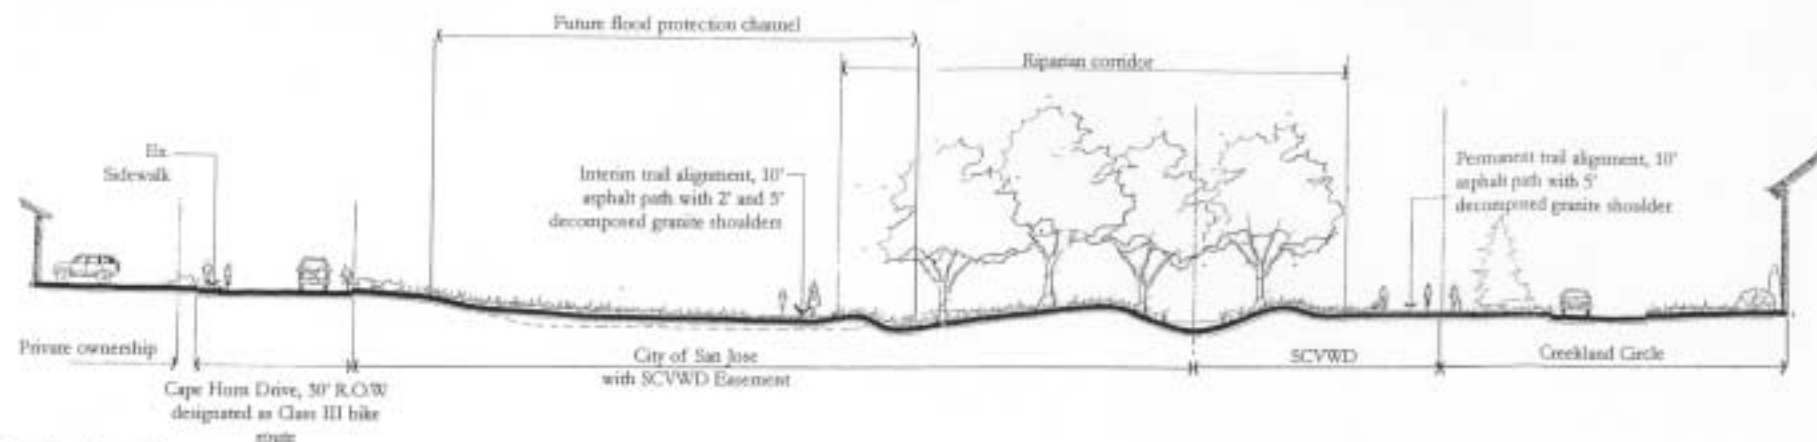 Future flood protection channel
Riparian corridor
Ex
Sidewalk
Interim trail alignment, 10'
asphalt path with 2' and 5'
decomposed granite shoulders
Permanent trail alignment, 10'
asphalt path with 5'
decomposed granite shoulder
Private ownership
Cape Horn Drive, 30' R.O.W
designated as Class III bike
route
City of San Jose
with SCVWD Easement
SCVWD
Creekland Circle